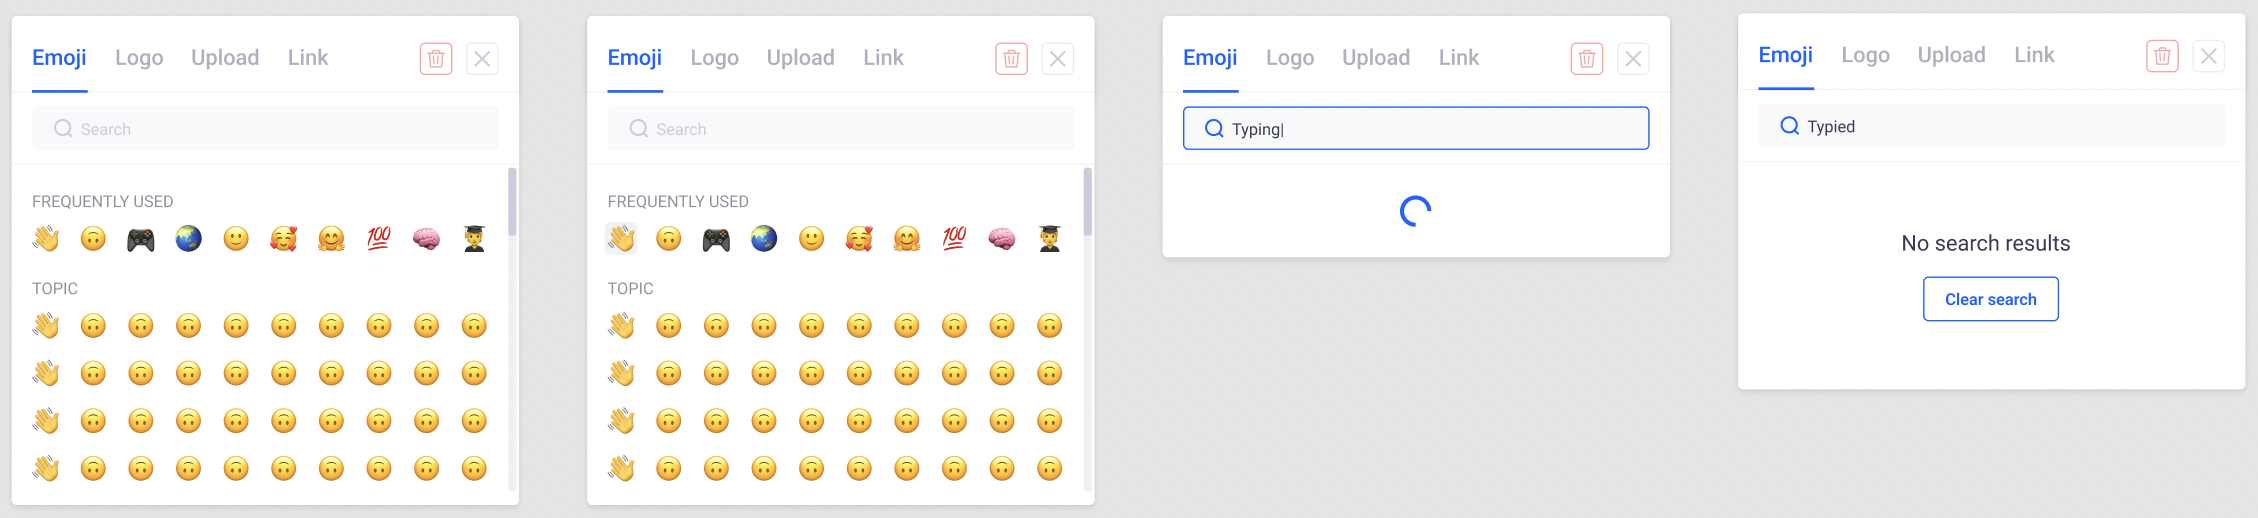 Emoji Logo Upload Link
Search
FREQUENTLY USED
👋 🙃 🎮 🌏 🙂 🥰 🤗 💯 🧠 👨‍🎓
TOPIC
👋 🙃 🙃 🙃 🙃 🙃 🙃 🙃 🙃 🙃
👋 🙃 🙃 🙃 🙃 🙃 🙃 🙃 🙃 🙃
👋 🙃 🙃 🙃 🙃 🙃 🙃 🙃 🙃 🙃
👋 🙃 🙃 🙃 🙃 🙃 🙃 🙃 🙃 🙃
Emoji Logo Upload Link
Search
FREQUENTLY USED
👋 🙃 🎮 🌏 🙂 🥰 🤗 💯 🧠 👨‍🎓
TOPIC
👋 🙃 🙃 🙃 🙃 🙃 🙃 🙃 🙃 🙃
👋 🙃 🙃 🙃 🙃 🙃 🙃 🙃 🙃 🙃
👋 🙃 🙃 🙃 🙃 🙃 🙃 🙃 🙃 🙃
👋 🙃 🙃 🙃 🙃 🙃 🙃 🙃 🙃 🙃
Emoji Logo Upload Link
Typing|
Emoji Logo Upload Link
Typied
No search results
Clear search